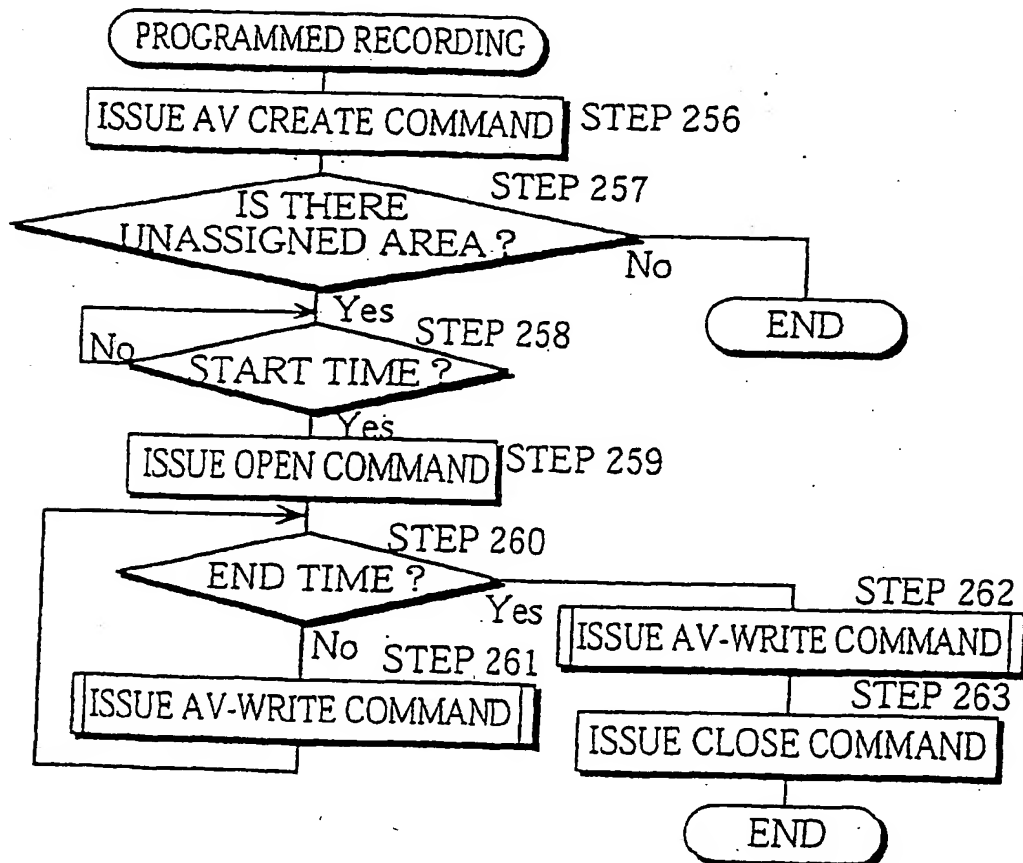 PROGRAMMED RECORDING
ISSUE AV CREATE COMMAND
STEP 256
STEP 257
IS THERE
UNASSIGNED AREA ?
No
Yes
END
STEP 258
No
START TIME ?
Yes
ISSUE OPEN COMMAND
STEP 259
STEP 260
END TIME ?
Yes
No
STEP 261
ISSUE AV-WRITE COMMAND
STEP 262
ISSUE AV-WRITE COMMAND
STEP 263
ISSUE CLOSE COMMAND
END